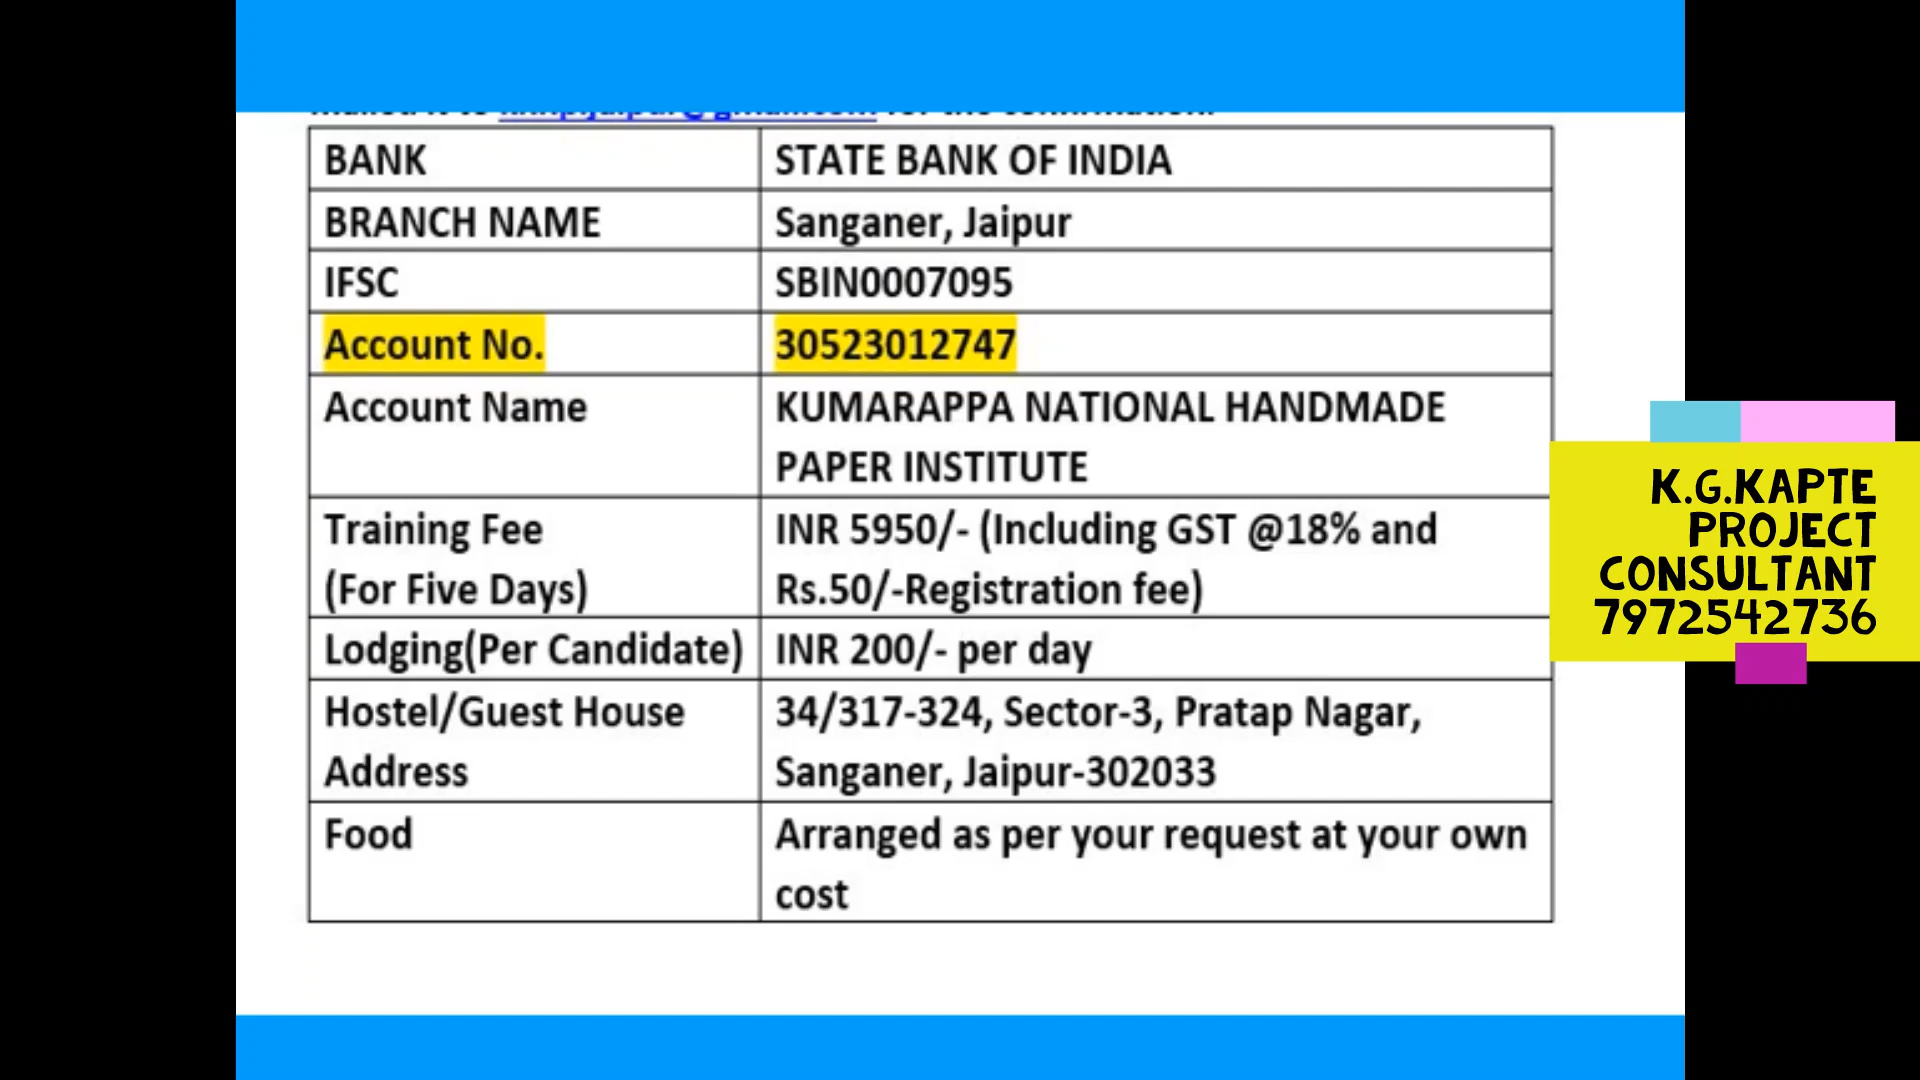 for the confirmation.
BANK STATE BANK OF INDIA
BRANCH NAME Sanganer, Jaipur
IFSC SBIN0007095
Account No. 30523012747
Account Name KUMARAPPA NATIONAL HANDMADE
PAPER INSTITUTE
Training Fee INR 5950/- (Including GST @18% and
(For Five Days) Rs.50/-Registration fee)
Lodging(Per Candidate) INR 200/- per day
Hostel/Guest House 34/317-324, Sector-3, Pratap Nagar,
Address Sanganer, Jaipur-302033
Food Arranged as per your request at your own
cost
K.G.KAPTE
PROJECT
CONSULTANT
7972542736